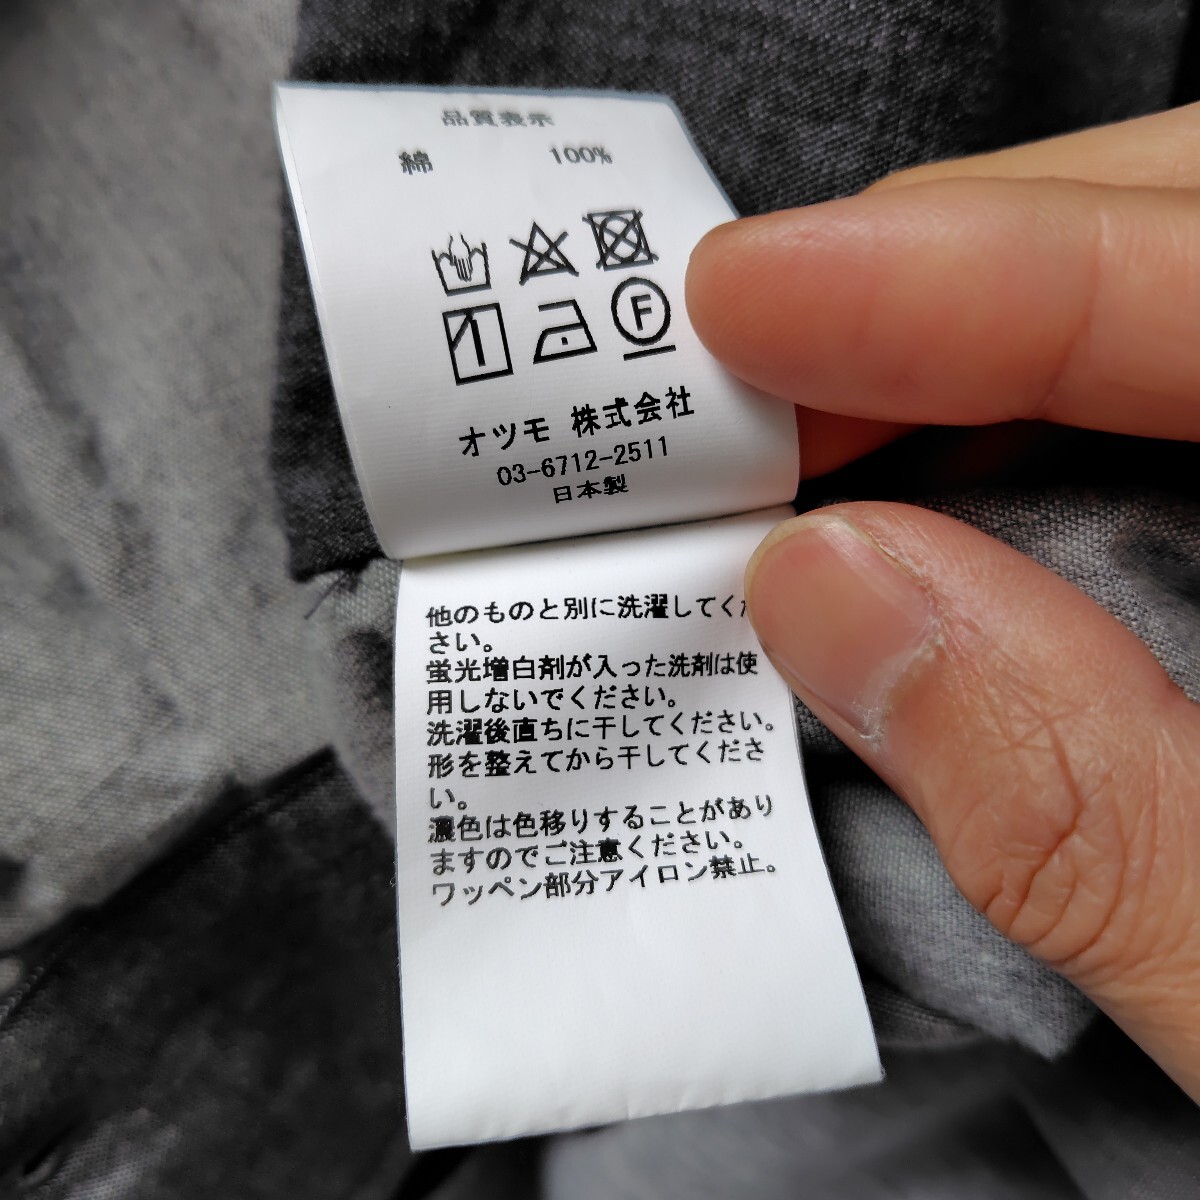 品質表示
綿 100%
F
オツモ 株式会社
03-6712-2511
日本製
他のものと別に洗濯してくだ
さい。
蛍光増白剤が入った洗剤は使
用しないでください。
洗濯後直ちに干してください。
形を整えてから干してくださ
い。
濃色は色移りすることがあり
ますのでご注意ください。
ワッペン部分アイロン禁止。